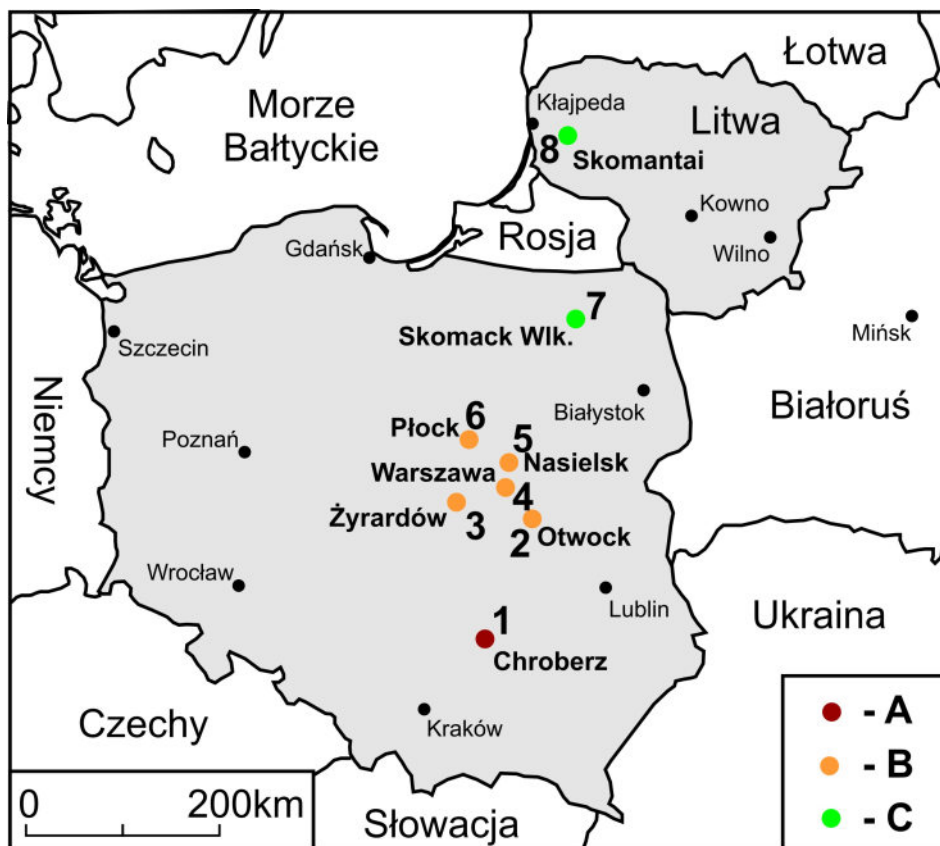 Łotwa
Morze
Bałtyckie
Kłajpeda
Litwa
8
Skomantai
Kowno
Wilno
Rosja
Gdańsk
7
Skomack Wlk.
Mińsk
Szczecin
Niemcy
Białystok
Białoruś
6
Płock
5
Nasielsk
Poznań
Warszawa
4
Żyrardów
3
2
Otwock
Wrocław
Lublin
Ukraina
1
Chroberz
Kraków
Czechy
Słowacja
0 200km
- A
- B
- C